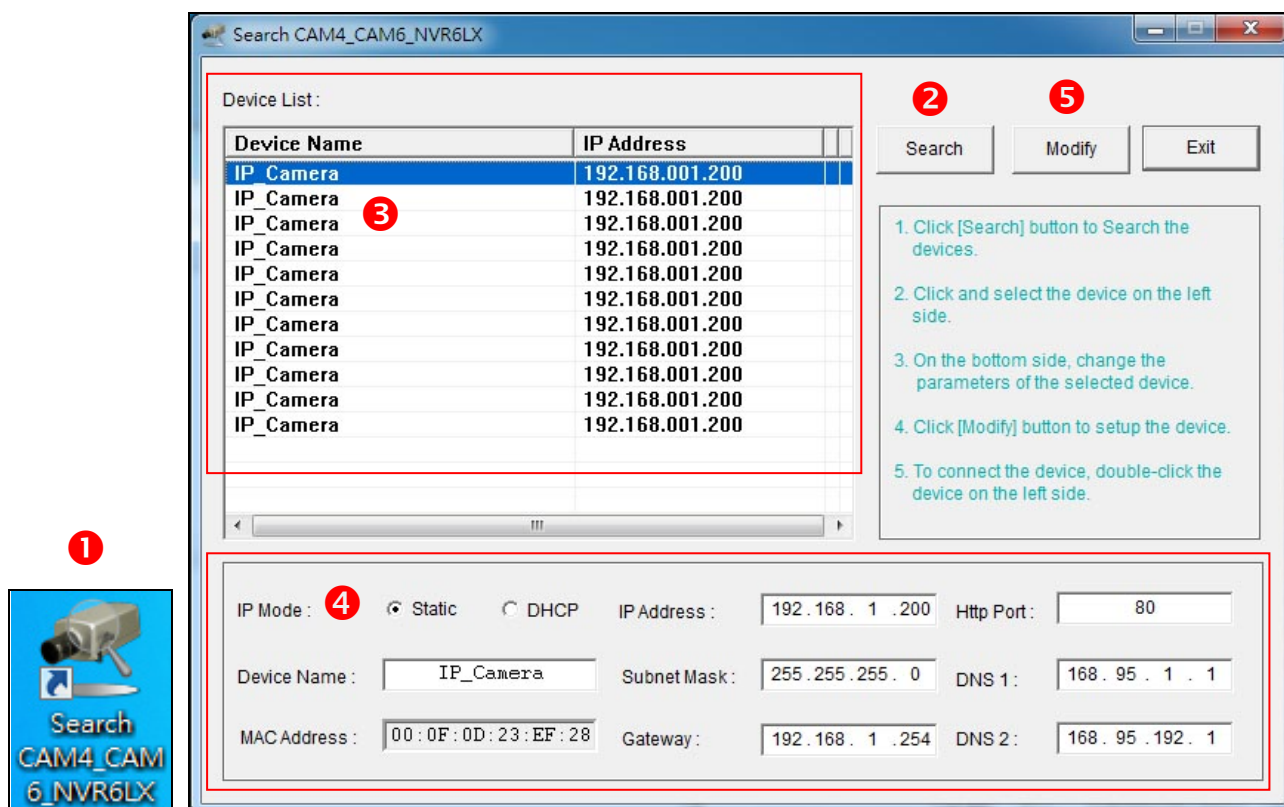 Search CAM4_CAM6_NVR6LX
Device List :
Device Name IP Address
IP_Camera 192.168.001.200
IP_Camera 192.168.001.200
IP_Camera 192.168.001.200
IP_Camera 192.168.001.200
IP_Camera 192.168.001.200
IP_Camera 192.168.001.200
IP_Camera 192.168.001.200
IP_Camera 192.168.001.200
IP_Camera 192.168.001.200
IP_Camera 192.168.001.200
IP_Camera 192.168.001.200
3
2 5
Search Modify Exit
1. Click [Search] button to Search the
devices.
2. Click and select the device on the left
side.
3. On the bottom side, change the
parameters of the selected device.
4. Click [Modify] button to setup the device.
5. To connect the device, double-click the
device on the left side.
IP Mode : 4 Static DHCP IP Address : 192.168. 1 .200 Http Port : 80
Device Name : IP_Camera Subnet Mask : 255.255.255. 0 DNS 1 : 168. 95 . 1 . 1
MAC Address : 00:0F:0D:23:EF:28 Gateway : 192.168. 1 .254 DNS 2 : 168. 95 .192. 1
1
Search
CAM4_CAM
6_NVR6LX